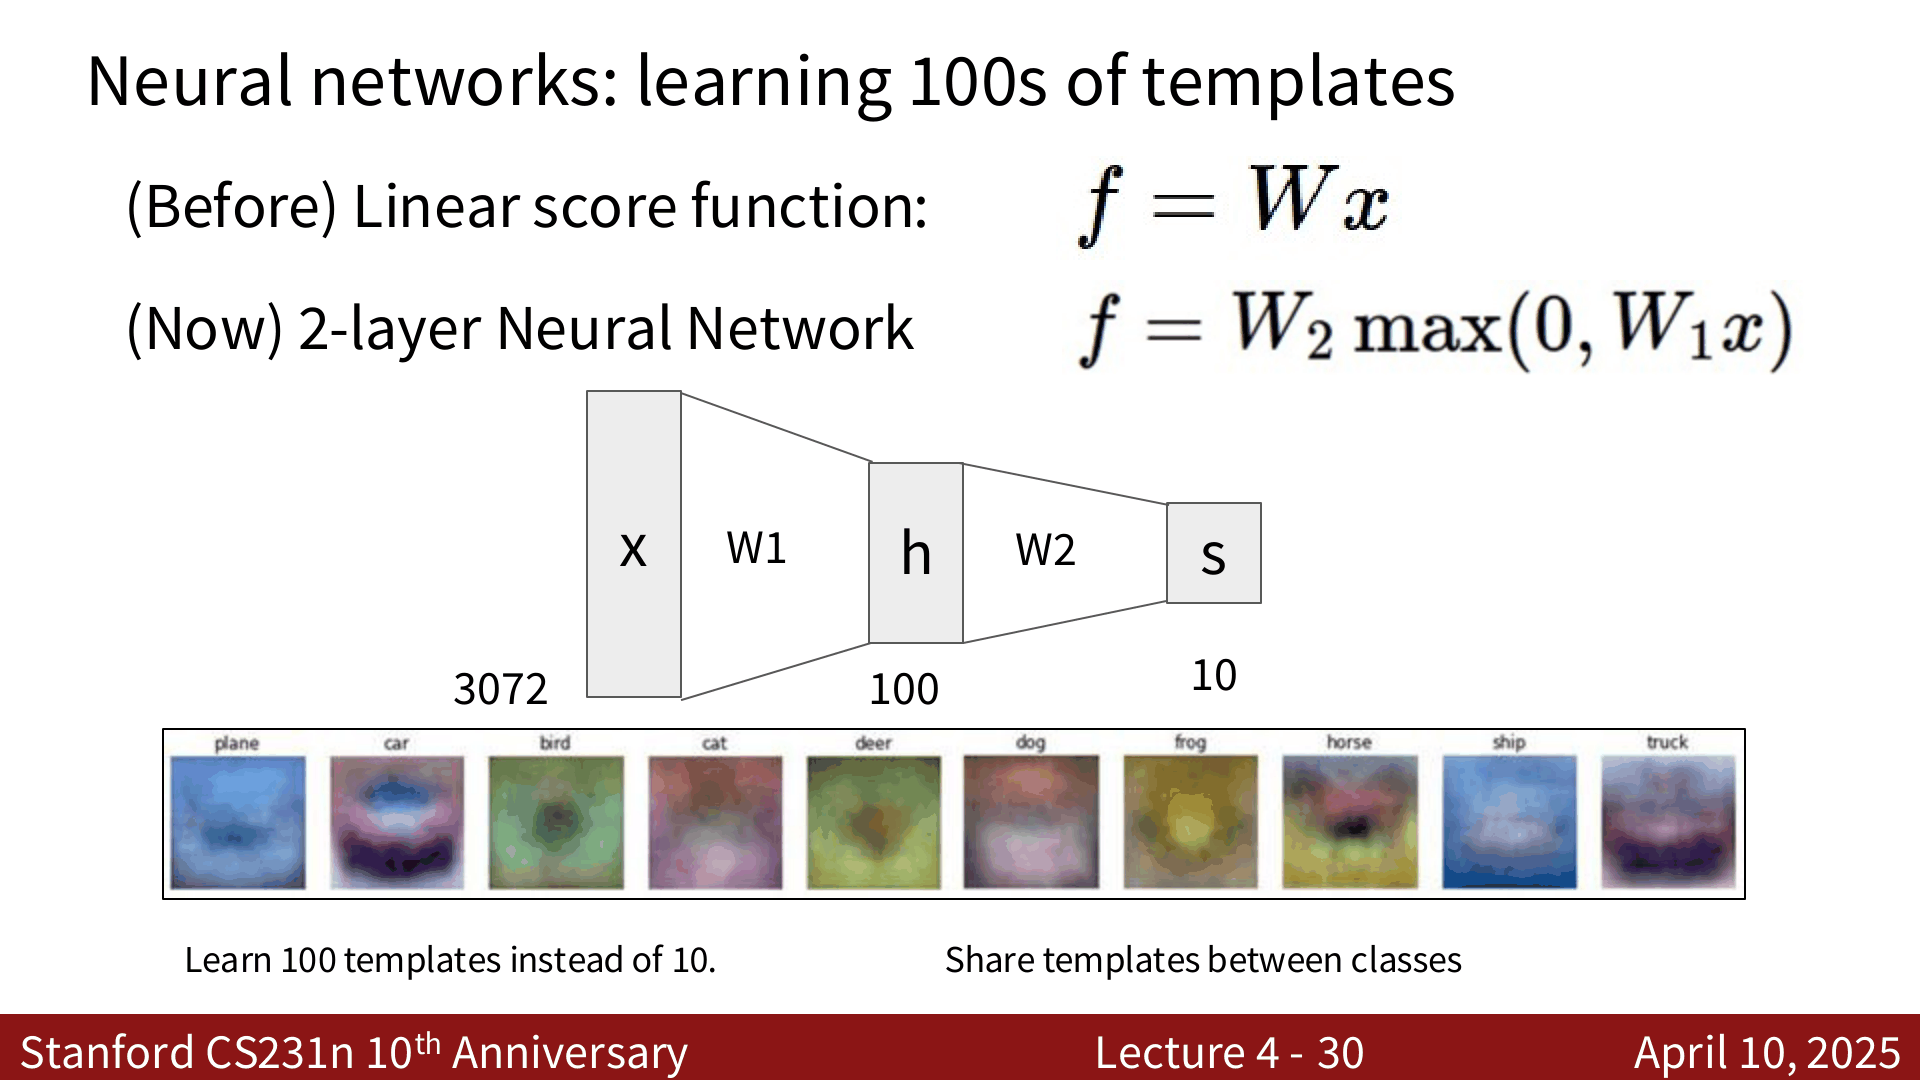 Neural networks: learning 100s of templates
(Before) Linear score function: f = Wx
(Now) 2-layer Neural Network f = W₂ max(0, W₁x)
x W1 h W2 s
3072 100 10
plane car bird cat deer dog frog horse ship truck
Learn 100 templates instead of 10. Share templates between classes
Stanford CS231n 10th Anniversary Lecture 4 - 30 April 10, 2025